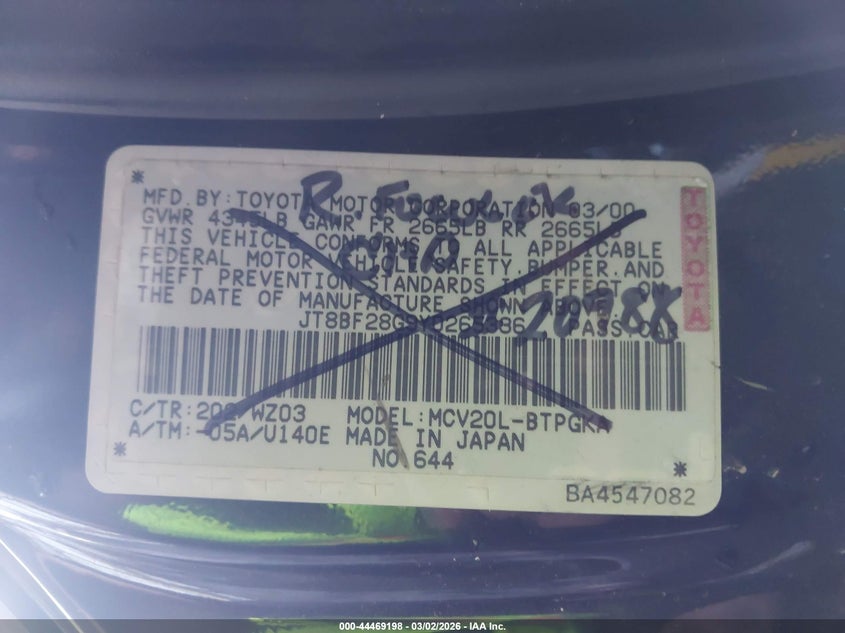 MFD. BY: TOYOTA MOTOR CORPORATION 03/00
GVWR 4345LB GAWR FR 2665LB RR 2665LB
THIS VEHICLE CONFORMS TO ALL APPLICABLE
FEDERAL MOTOR VEHICLE SAFETY, BUMPER, AND
THEFT PREVENTION STANDARDS IN EFFECT ON
THE DATE OF MANUFACTURE SHOWN ABOVE.
PASS CAR
C/TR: 202/WZ03 MODEL: MCV20L-BTPGKA
A/TM: -05A/U140E MADE IN JAPAN
NO 644
BA4547082
TOYOTA
000-44469198 - 03/02/2026 - IAA Inc.